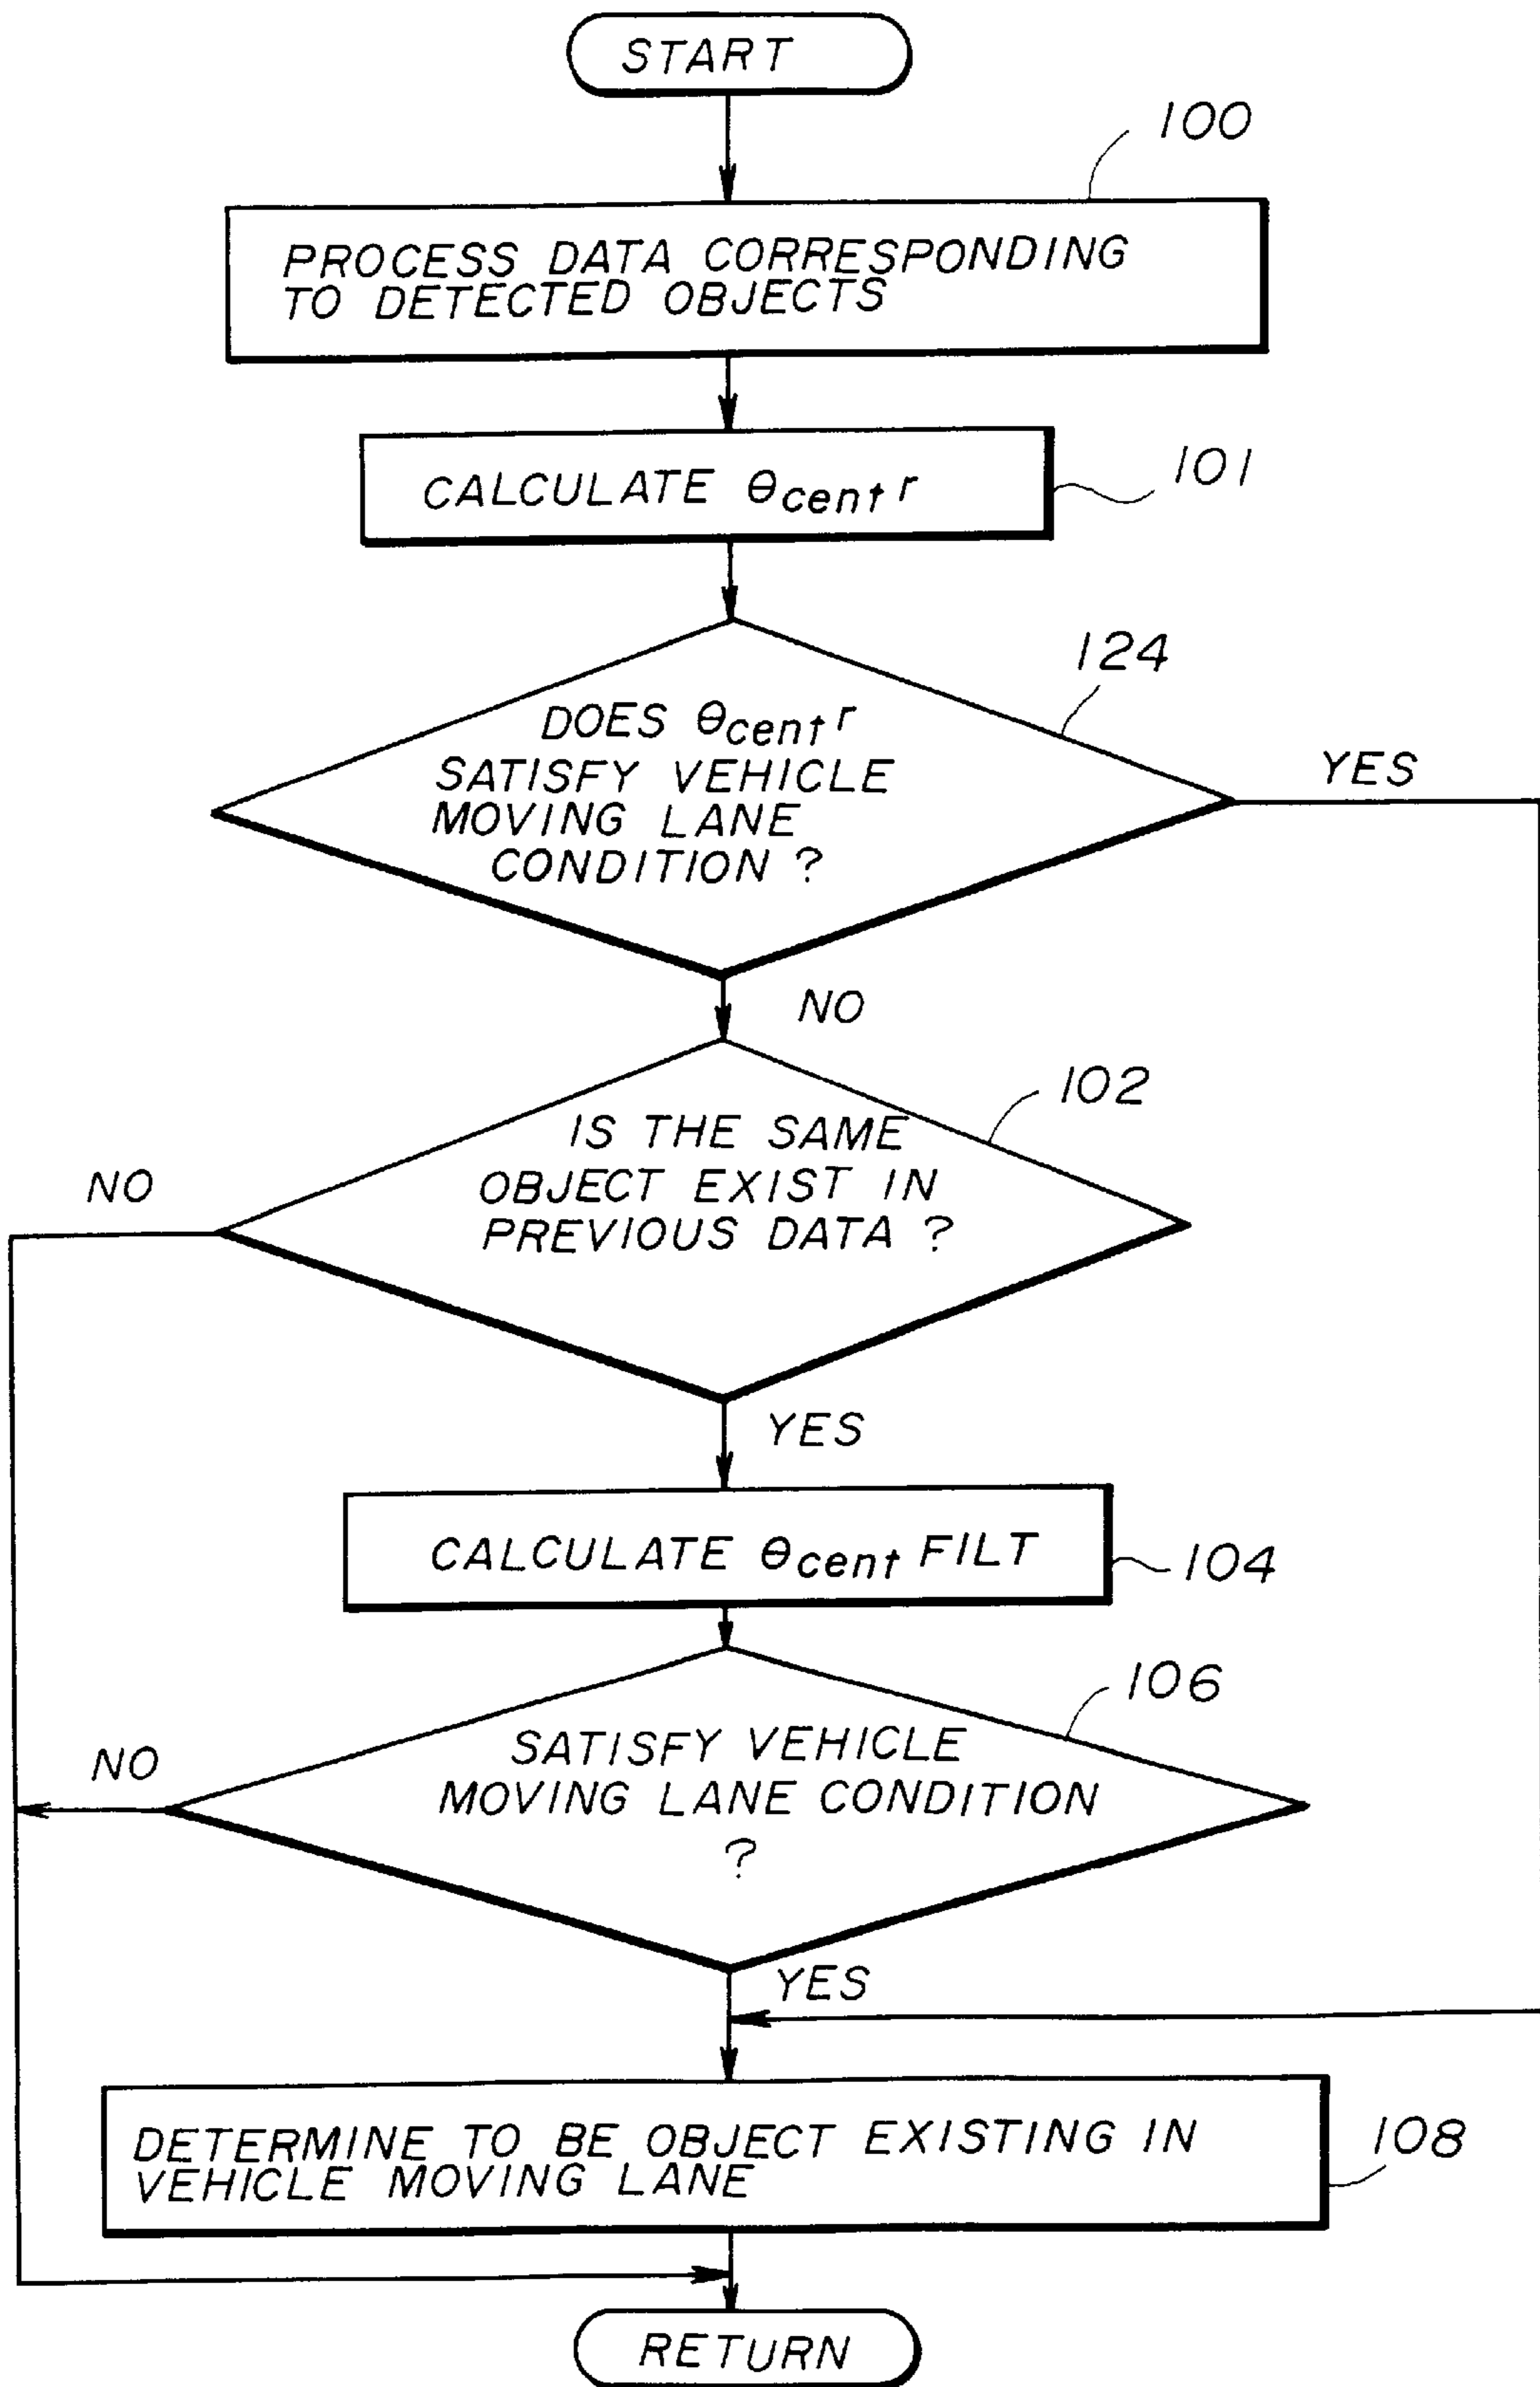 START
100
PROCESS DATA CORRESPONDING
TO DETECTED OBJECTS
CALCULATE θcent r
101
124
DOES θcent r
SATISFY VEHICLE
MOVING LANE
CONDITION ?
YES
NO
102
IS THE SAME
OBJECT EXIST IN
PREVIOUS DATA ?
NO
YES
CALCULATE θcent FILT
104
106
SATISFY VEHICLE
MOVING LANE CONDITION
?
NO
YES
DETERMINE TO BE OBJECT EXISTING IN
VEHICLE MOVING LANE
108
RETURN